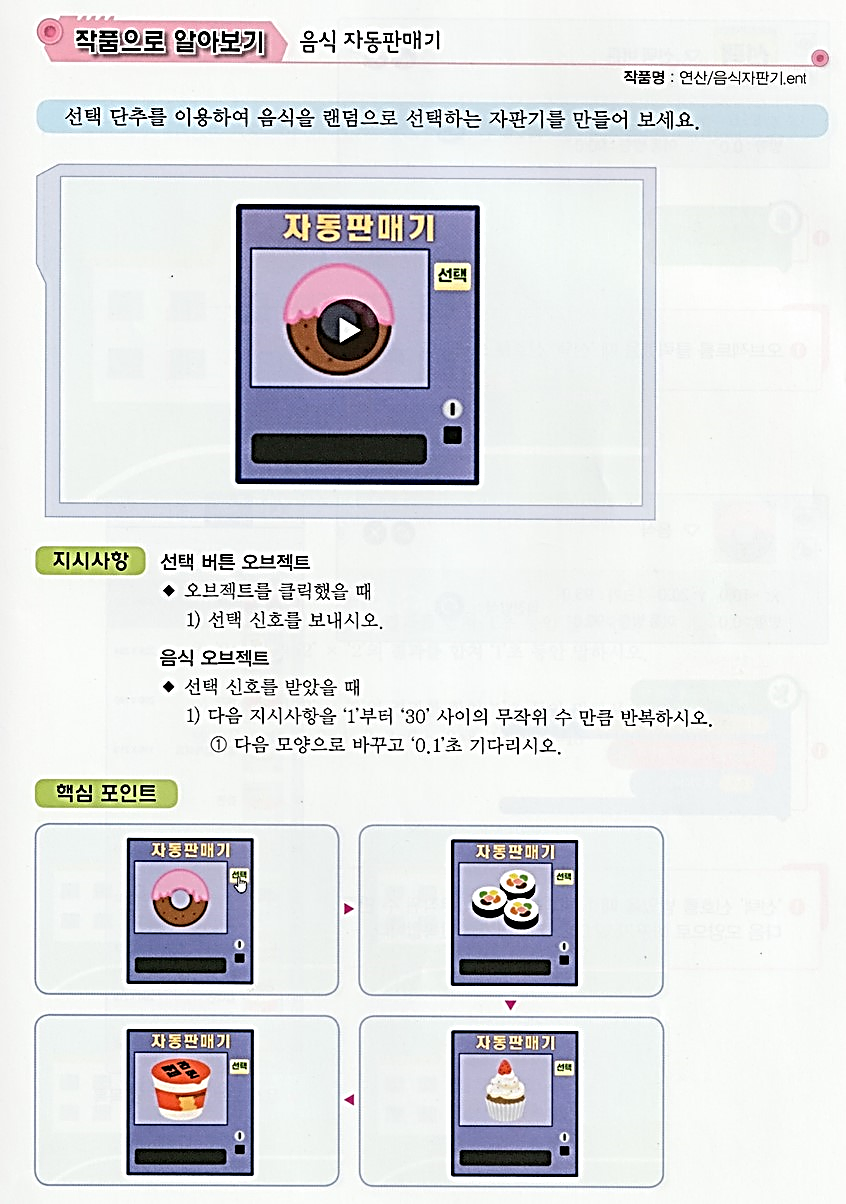 작품으로 알아보기 음식 자동판매기
작품명 : 연산/음식자판기.ent
선택 단추를 이용하여 음식을 랜덤으로 선택하는 자판기를 만들어 보세요.
자동판매기
선택
지시사항 선택 버튼 오브젝트
◆ 오브젝트를 클릭했을 때
1) 선택 신호를 보내시오.
음식 오브젝트
◆ 선택 신호를 받았을 때
1) 다음 지시사항을 '1'부터 '30' 사이의 무작위 수 만큼 반복하시오.
① 다음 모양으로 바꾸고 '0.1'초 기다리시오.
핵심 포인트
자동판매기
선택
자동판매기
선택
자동판매기
선택
자동판매기
선택